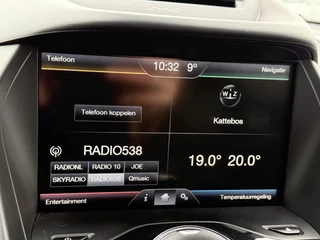 Telefoon
10:32 9°
Navigatie
Telefoon koppelen
Kattebos
RADIO538
RADIONL RADIO 10 JOE
SKYRADIO RADIO538 Qmusic
19.0° 20.0°
Entertainment
Temperatuurregeling